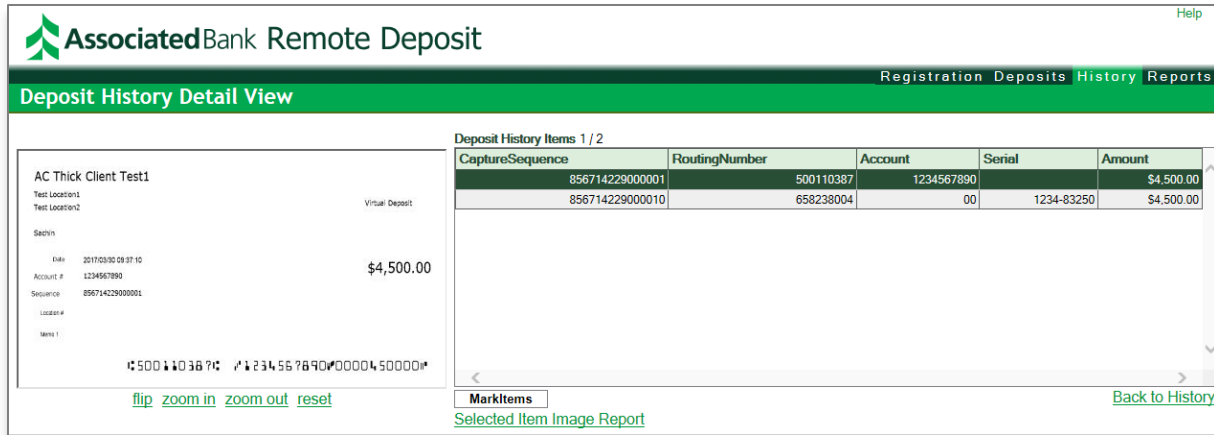 Help
AssociatedBank Remote Deposit
Registration Deposits History Reports
Deposit History Detail View
AC Thick Client Test1
Test Location1
Test Location2
Virtual Deposit
Sachin
Date 2017/03/30 09:37:10
$4,500.00
Account # 1234567890
Sequence 856714229000001
Location #
Memo 1
⑆500110387⑆ ⑇1234567890⑈0000450000⑈
flip zoom in zoom out reset
Deposit History Items 1 / 2
CaptureSequence RoutingNumber Account Serial Amount
856714229000001 500110387 1234567890 $4,500.00
856714229000010 658238004 00 1234-83250 $4,500.00
MarkItems
Back to History
Selected Item Image Report